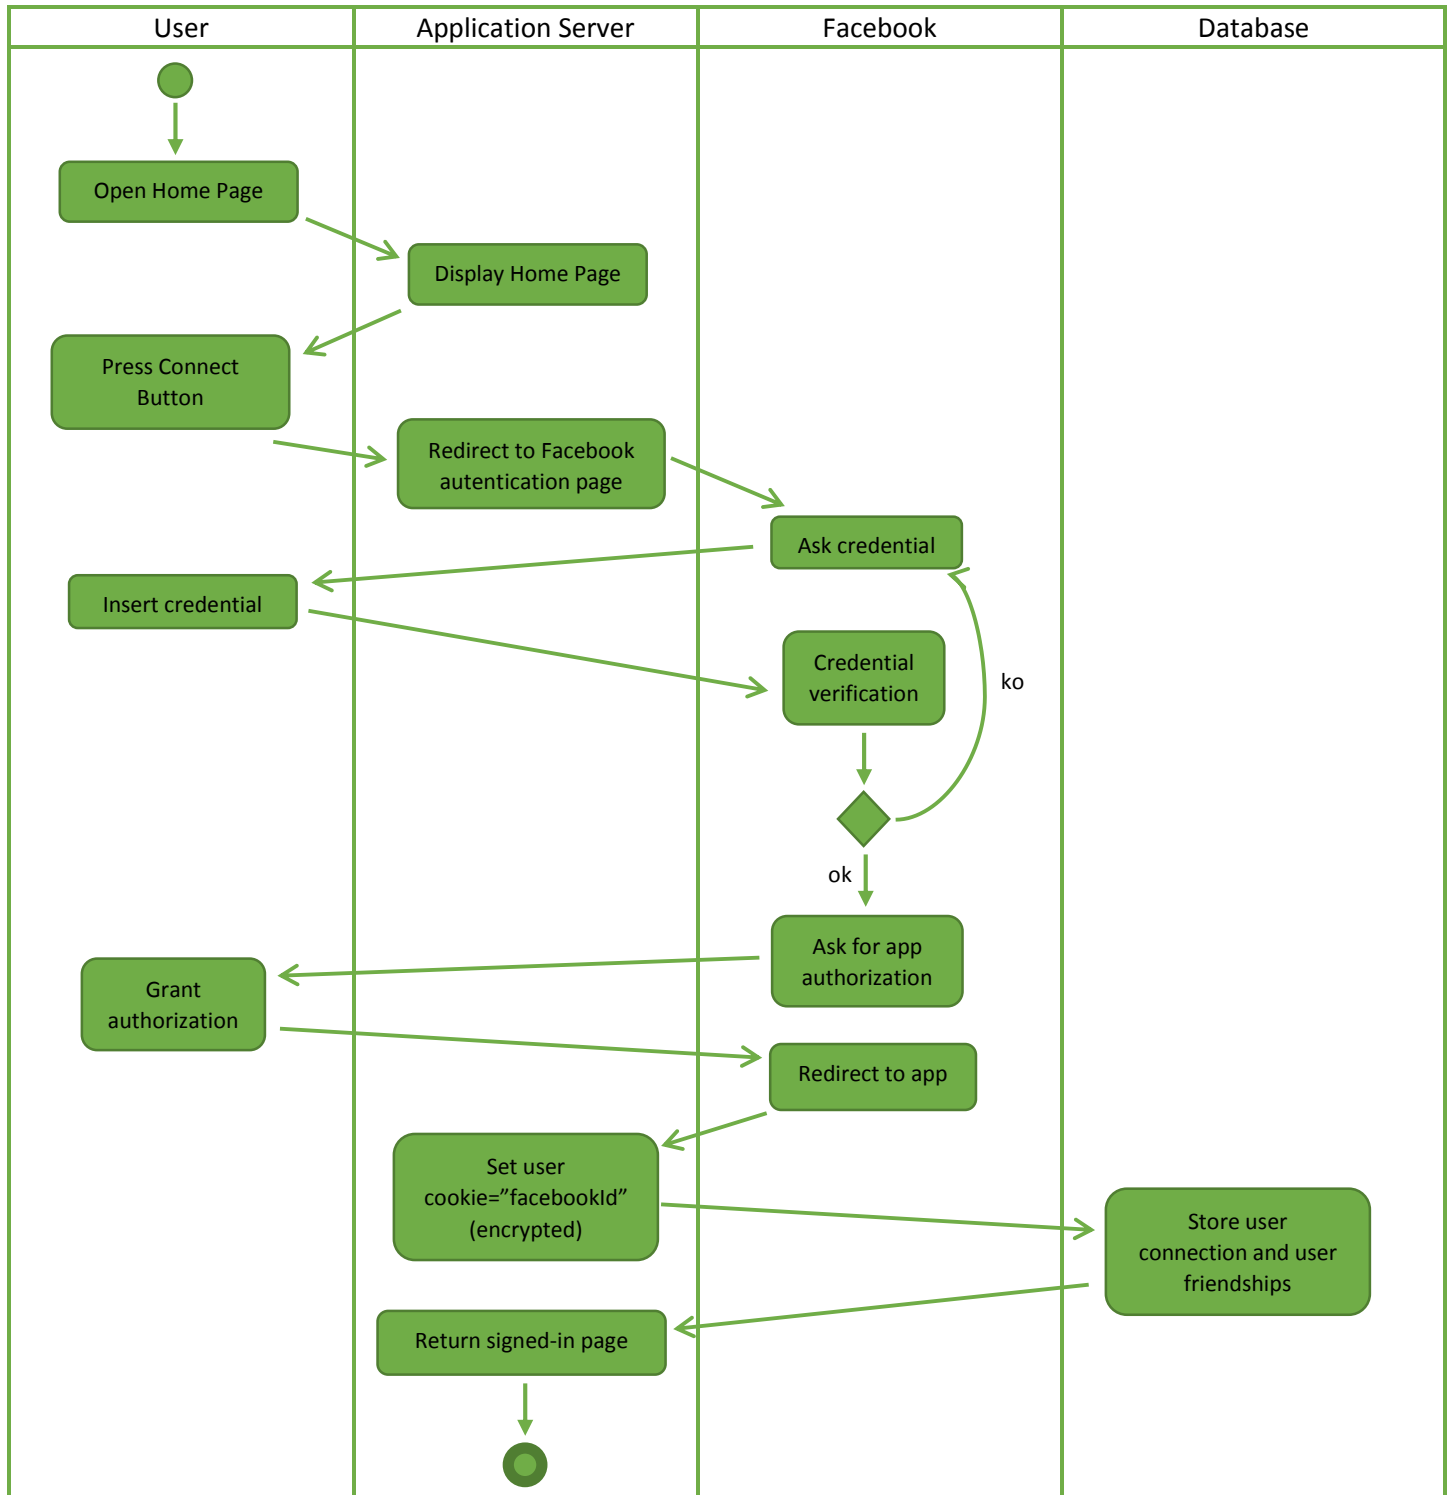 User
Application Server
Facebook
Database
Open Home Page
Display Home Page
Press Connect
Button
Redirect to Facebook
autentication page
Ask credential
Insert credential
Credential
verification
ko
ok
Ask for app
authorization
Grant
authorization
Redirect to app
Set user
cookie=”facebookId”
(encrypted)
Store user
connection and user
friendships
Return signed-in page